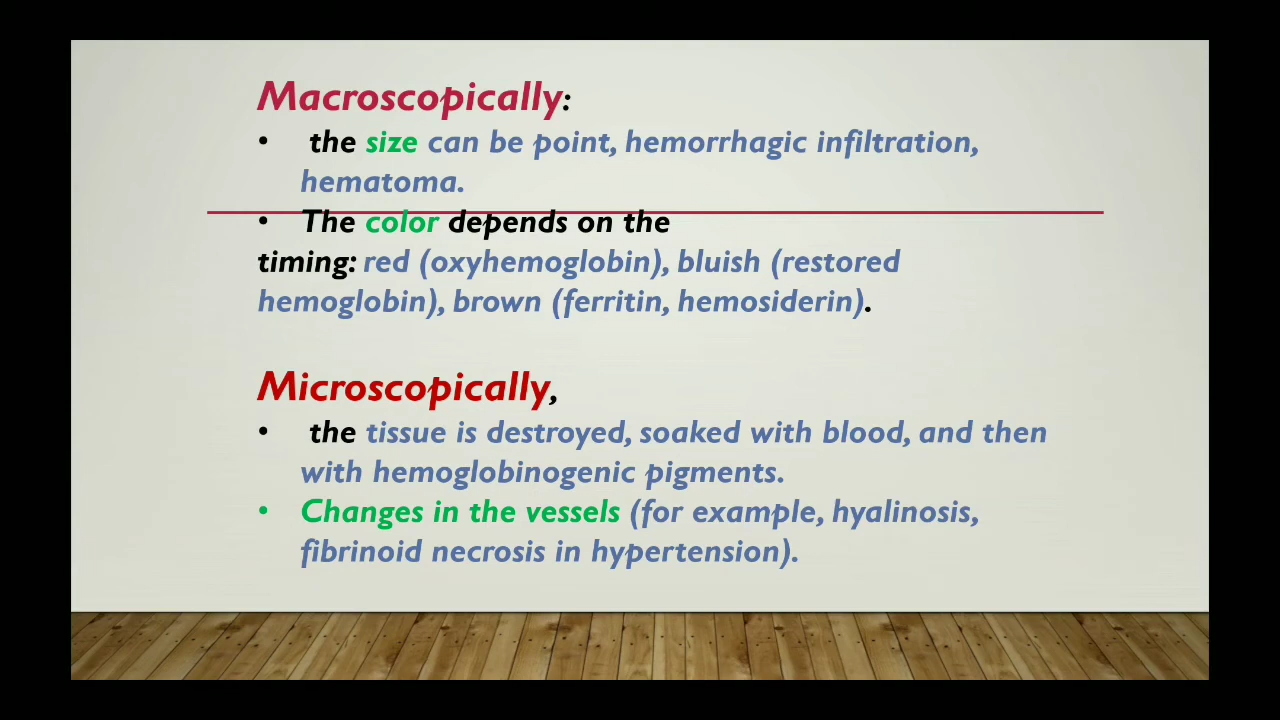 Macroscopically:
• the size can be point, hemorrhagic infiltration,
hematoma.
• The color depends on the
timing: red (oxyhemoglobin), bluish (restored
hemoglobin), brown (ferritin, hemosiderin).
Microscopically,
• the tissue is destroyed, soaked with blood, and then
with hemoglobinogenic pigments.
• Changes in the vessels (for example, hyalinosis,
fibrinoid necrosis in hypertension).